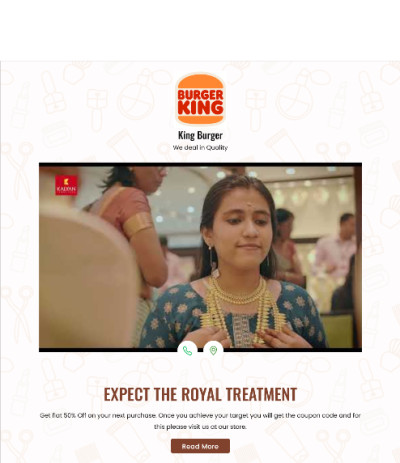 BURGER
KING
King Burger
We deal in Quality
KALYAN
EXPECT THE ROYAL TREATMENT
Get flat 50% Off on your next purchase. Once you achieve your target you will get the coupon code and for
this please visit us at our store.
Read More